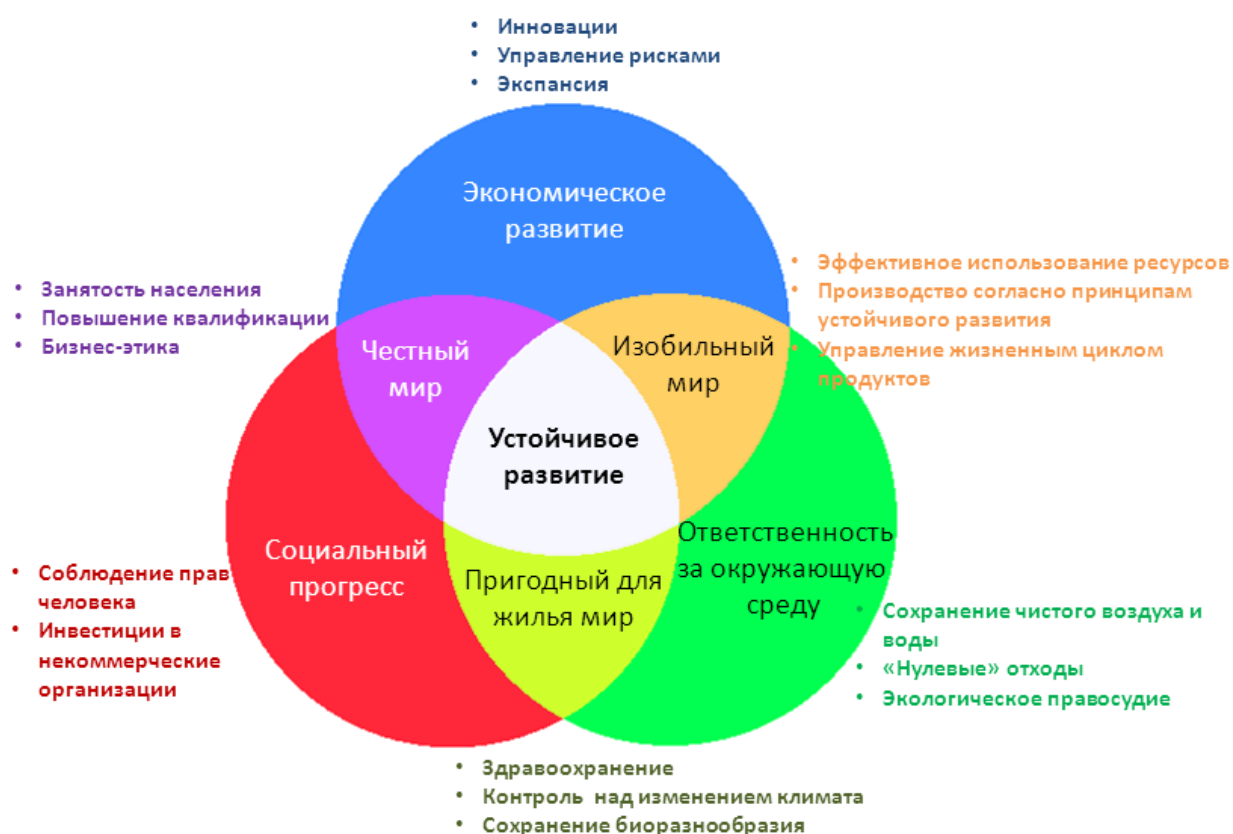 • Инновации
• Управление рисками
• Экспансия
Экономическое
развитие
• Занятость населения
• Повышение квалификации
• Бизнес-этика
• Эффективное использование ресурсов
• Производство согласно принципам
устойчивого развития
• Управление жизненным циклом
продуктов
Честный
мир
Изобильный
мир
Устойчивое
развитие
Социальный
прогресс
Пригодный для
жилья мир
Ответственность
за окружающую
среду
• Соблюдение прав
человека
• Инвестиции в
некоммерческие
организации
• Сохранение чистого воздуха и
воды
• «Нулевые» отходы
• Экологическое правосудие
• Здравоохранение
• Контроль над изменением климата
• Сохранение биоразнообразия